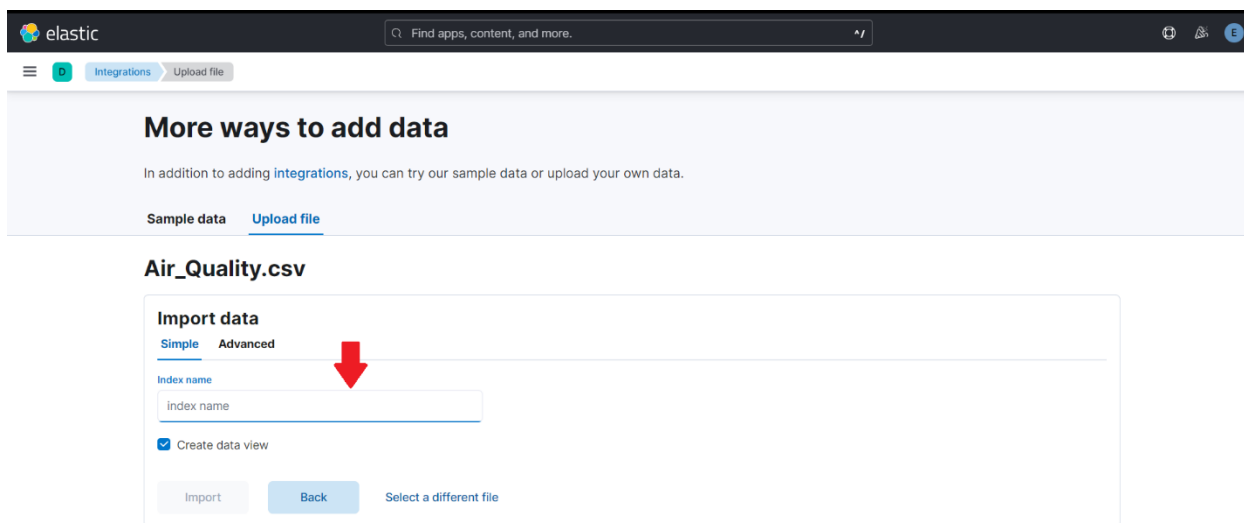 elastic
Find apps, content, and more.
^/
E
D
Integrations
Upload file
More ways to add data
In addition to adding integrations, you can try our sample data or upload your own data.
Sample data
Upload file
Air_Quality.csv
Import data
Simple
Advanced
Index name
index name
Create data view
Import
Back
Select a different file